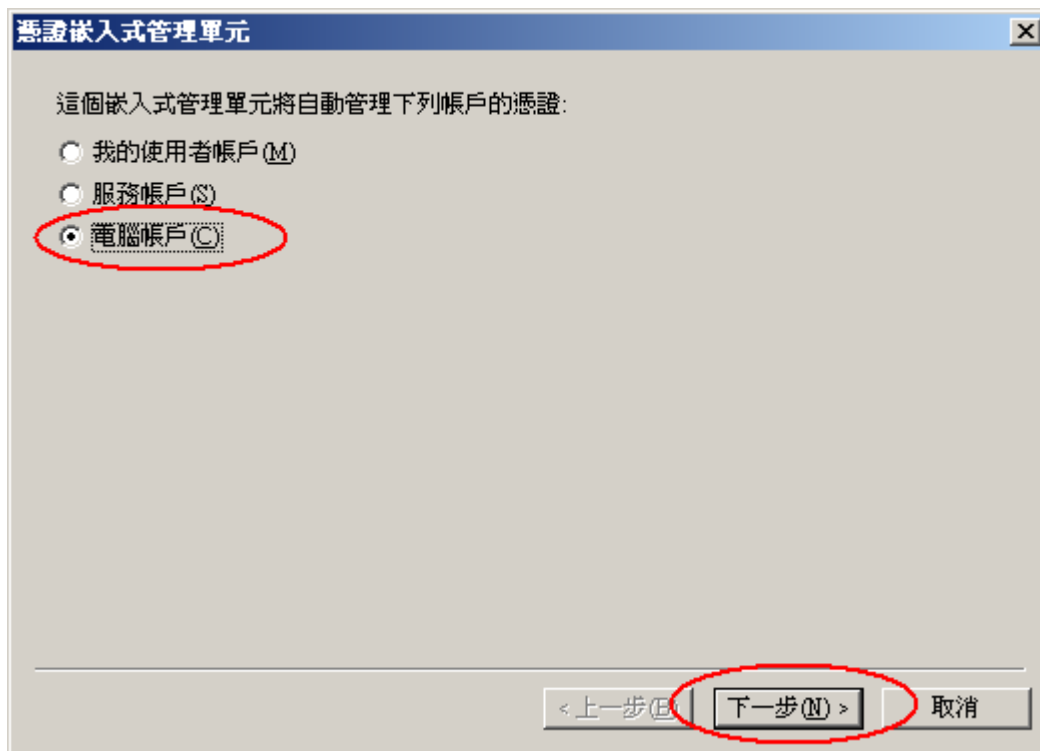 憑證嵌入式管理單元
這個嵌入式管理單元將自動管理下列帳戶的憑證:
我的使用者帳戶(M)
服務帳戶(S)
電腦帳戶(C)
<上一步(B) 下一步(N) > 取消